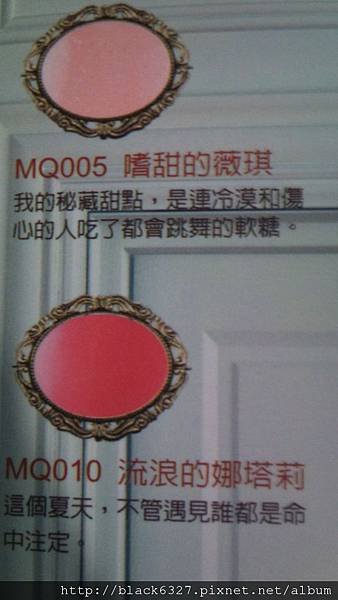 MQ005 嗜甜的薇琪
我的秘藏甜點，是連冷漠和傷
心的人吃了都會跳舞的軟糖。
MQ010 流浪的娜塔莉
這個夏天，不管遇見誰都是命
中注定。
http://black6327.pixnet.net/album